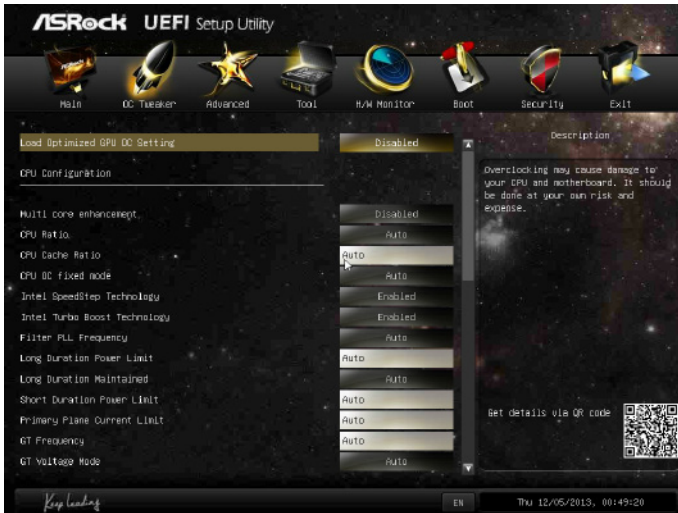 ASRock UEFI Setup Utility
Main OC Tweaker Advanced Tool H/W Monitor Boot Security Exit
Load Optimized GPU OC Setting Disabled
CPU Configuration
Multi core enhancement Disabled
CPU Ratio Auto
CPU Cache Ratio Auto
CPU OC fixed mode Auto
Intel SpeedStep Technology Enabled
Intel Turbo Boost Technology Enabled
Filter PLL Frequency Auto
Long Duration Power Limit Auto
Long Duration Maintained Auto
Short Duration Power Limit Auto
Primary Plane Current Limit Auto
GT Frequency Auto
GT Voltage Mode Auto
Description
Overclocking may cause damage to
your CPU and motherboard. It should
be done at your own risk and
expense.
Get details via QR code
Keep Leading
EN
Thu 12/05/2013, 00:49:20